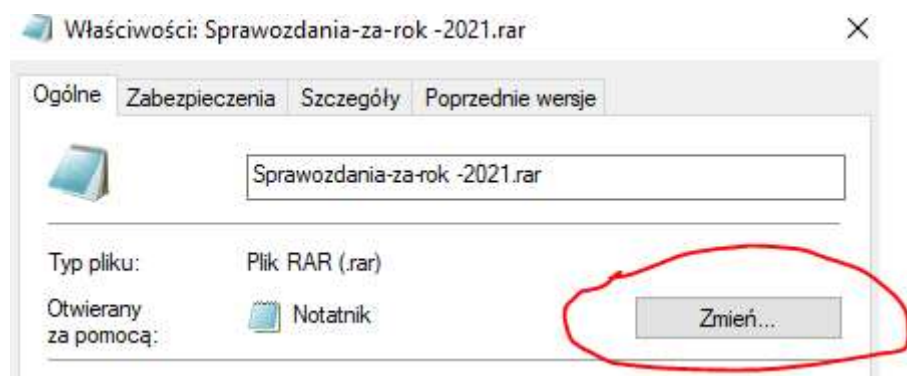 Właściwości: Sprawozdania-za-rok -2021.rar
Ogólne Zabezpieczenia Szczegóły Poprzednie wersje
Sprawozdania-za-rok -2021.rar
Typ pliku: Plik RAR (.rar)
Otwierany za pomocą: Notatnik Zmień...